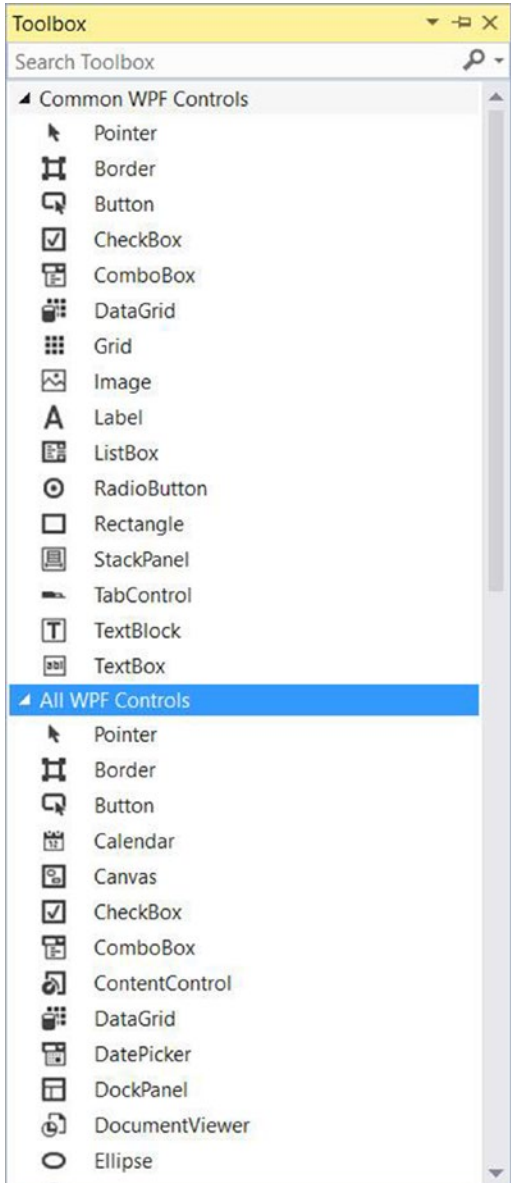 Toolbox
Search Toolbox
Common WPF Controls
Pointer
Border
Button
CheckBox
ComboBox
DataGrid
Grid
Image
Label
ListBox
RadioButton
Rectangle
StackPanel
TabControl
TextBlock
TextBox
All WPF Controls
Pointer
Border
Button
Calendar
Canvas
CheckBox
ComboBox
ContentControl
DataGrid
DatePicker
DockPanel
DocumentViewer
Ellipse